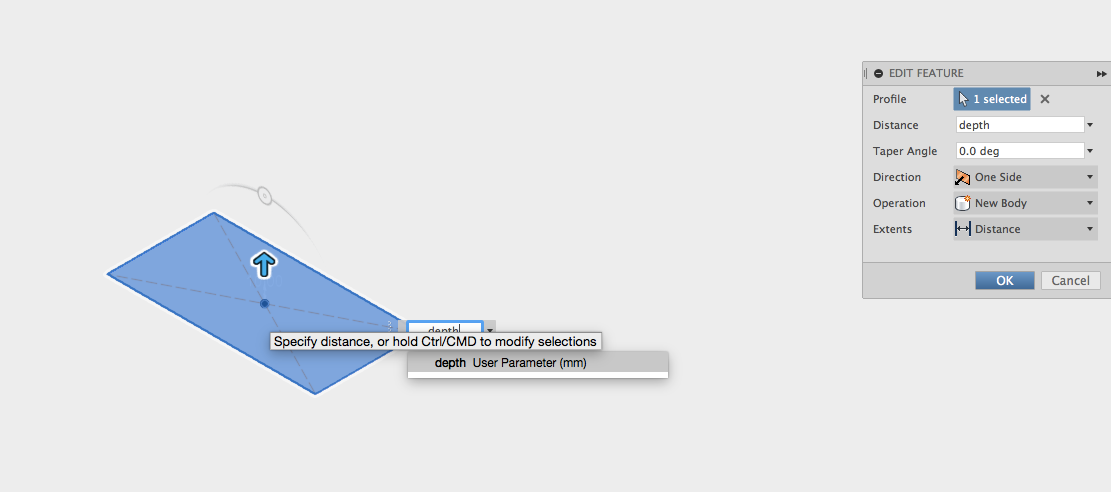 EDIT FEATURE
Profile 1 selected
Distance depth
Taper Angle 0.0 deg
Direction One Side
Operation New Body
Extents Distance
OK Cancel
depth
Specify distance, or hold Ctrl/CMD to modify selections
depth User Parameter (mm)